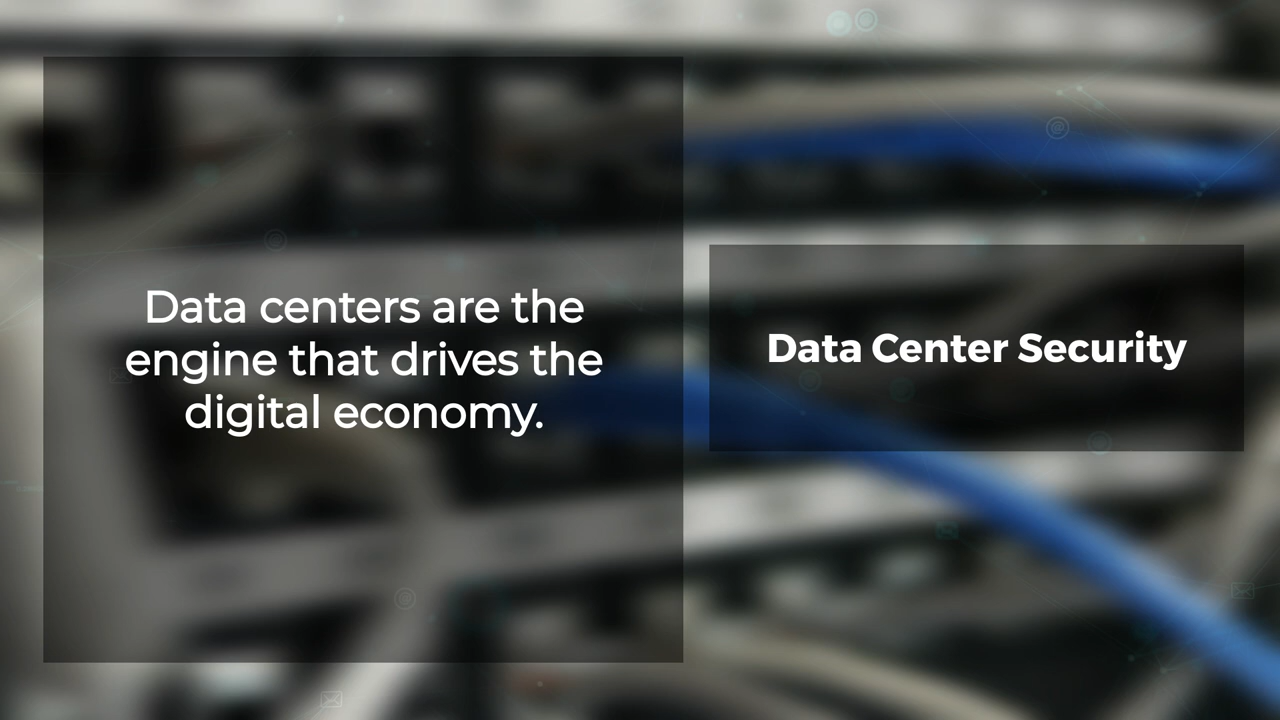 Data centers are the
engine that drives the
digital economy.
Data Center Security